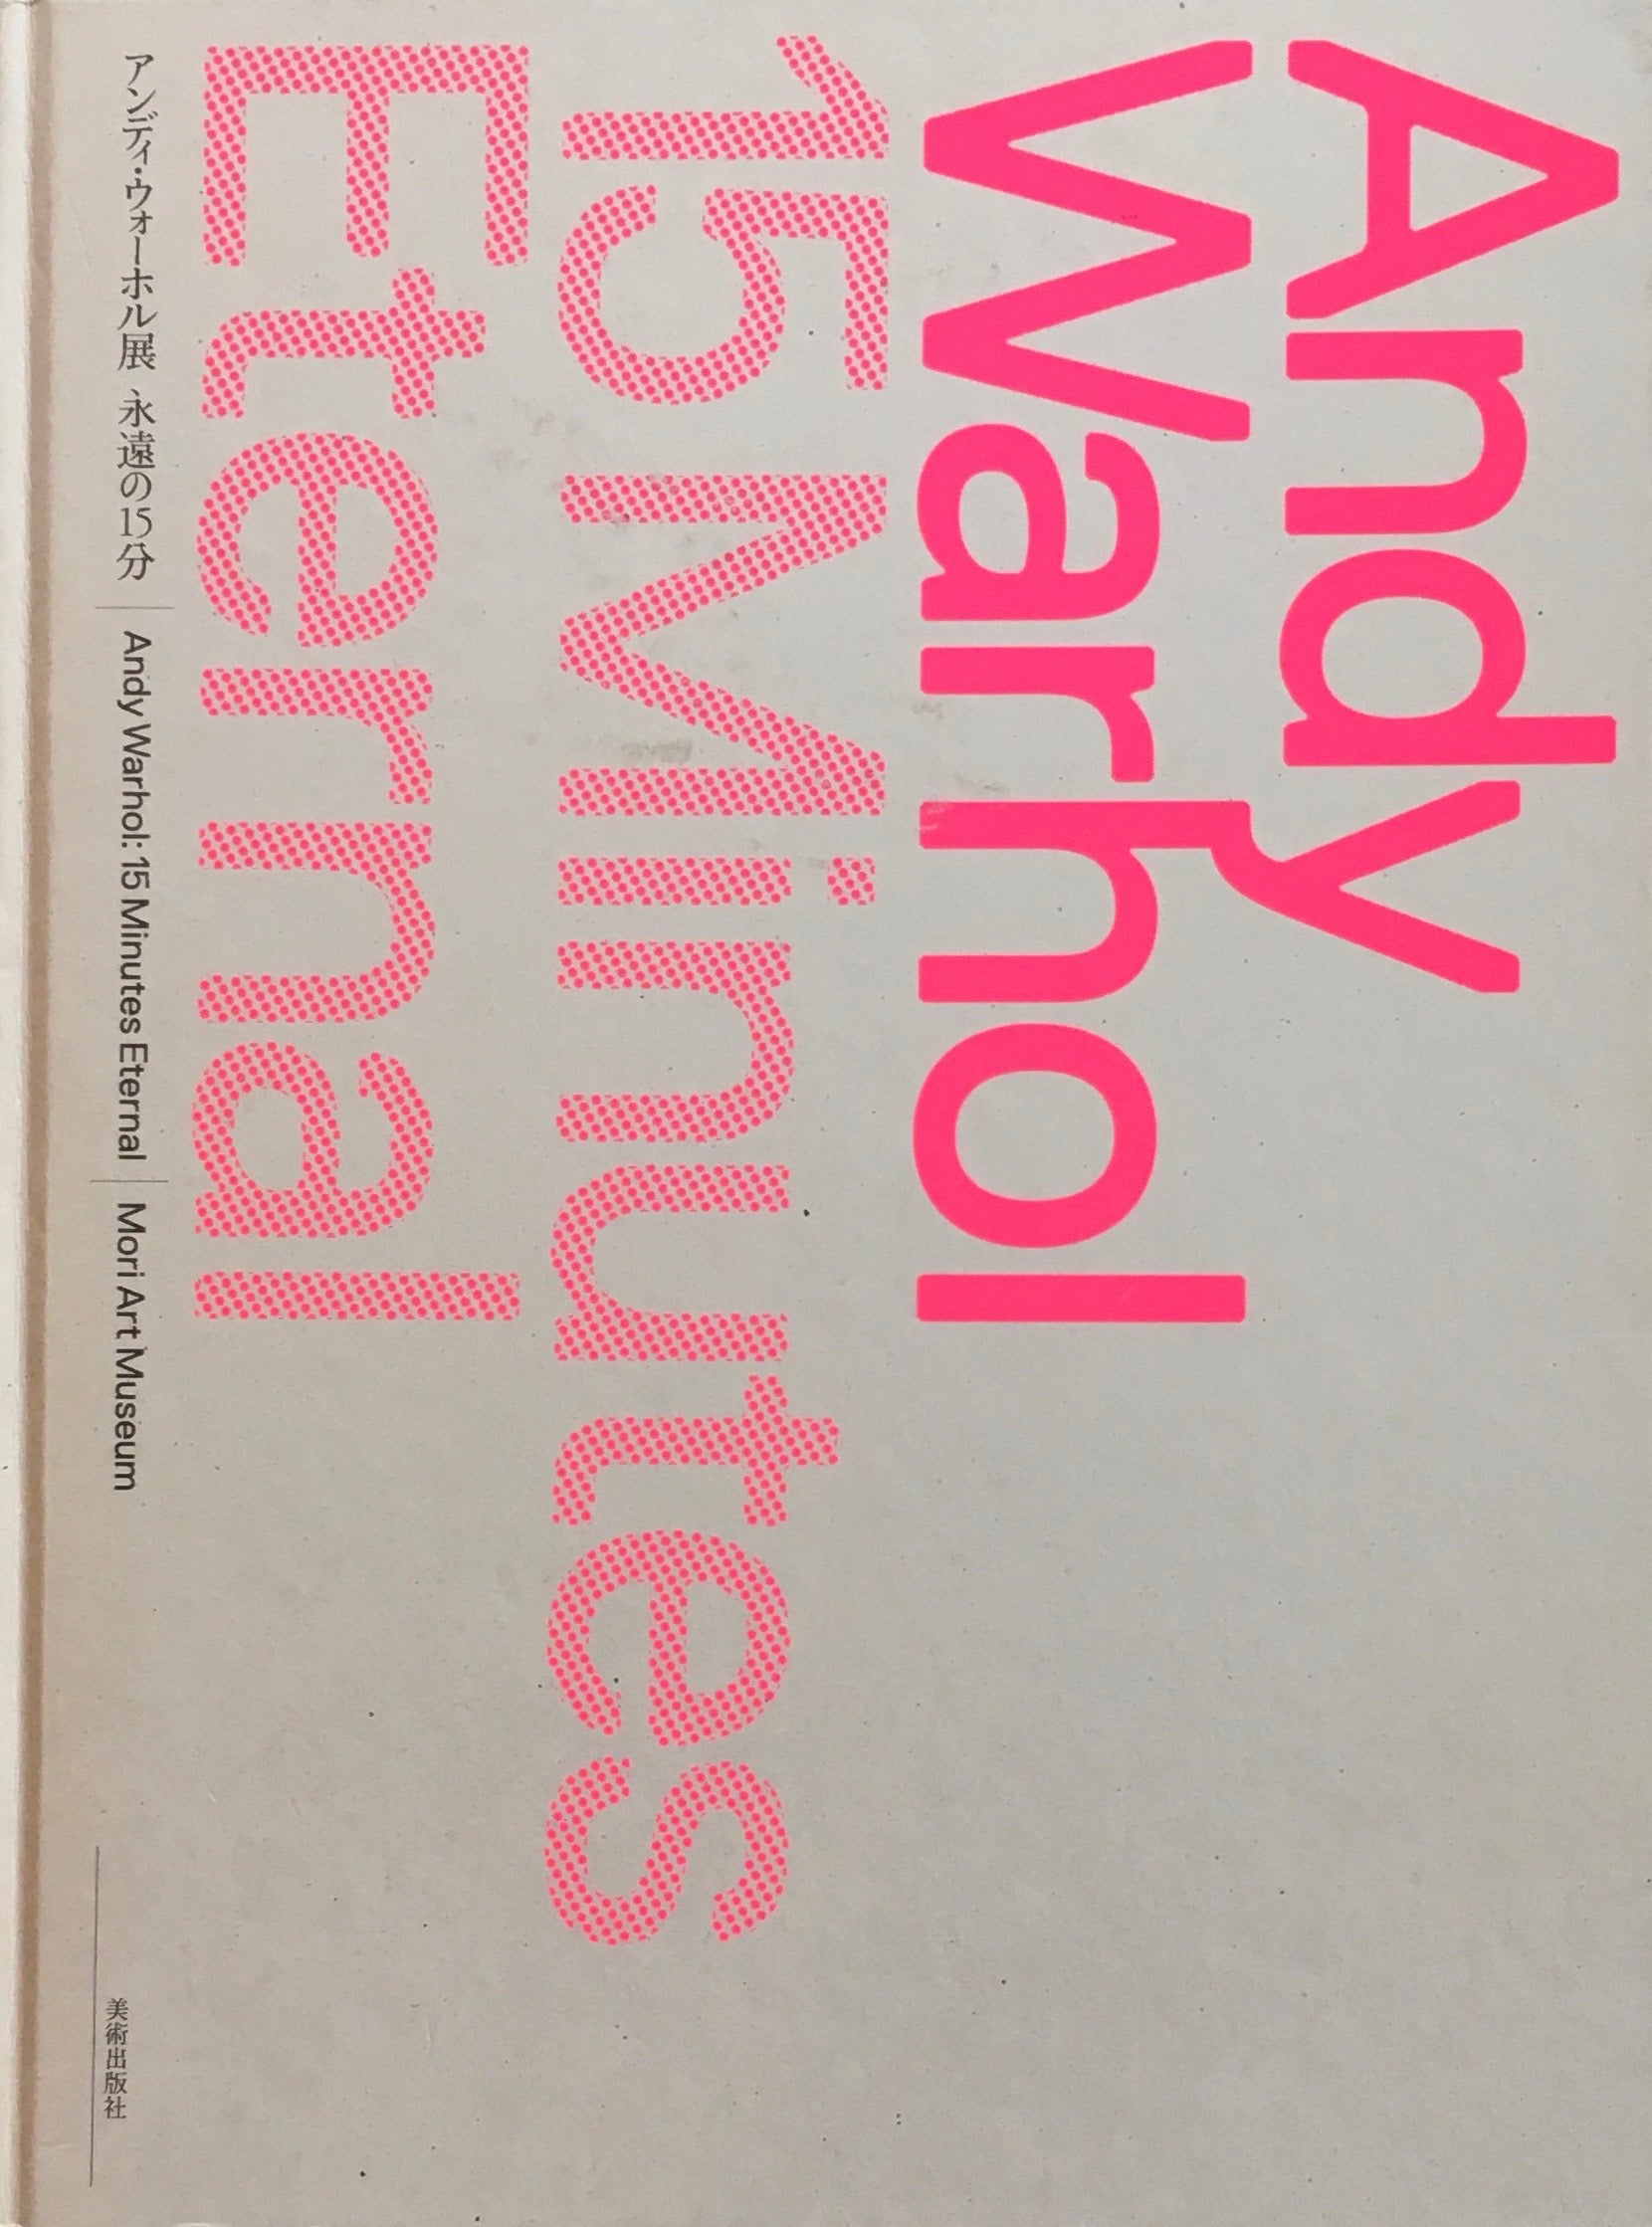 Andy
Warhol
15 Minutes
Eternal
アンディ・ウォーホル展 永遠の15分
Andy Warhol: 15 Minutes Eternal
Mori Art Museum
美術出版社